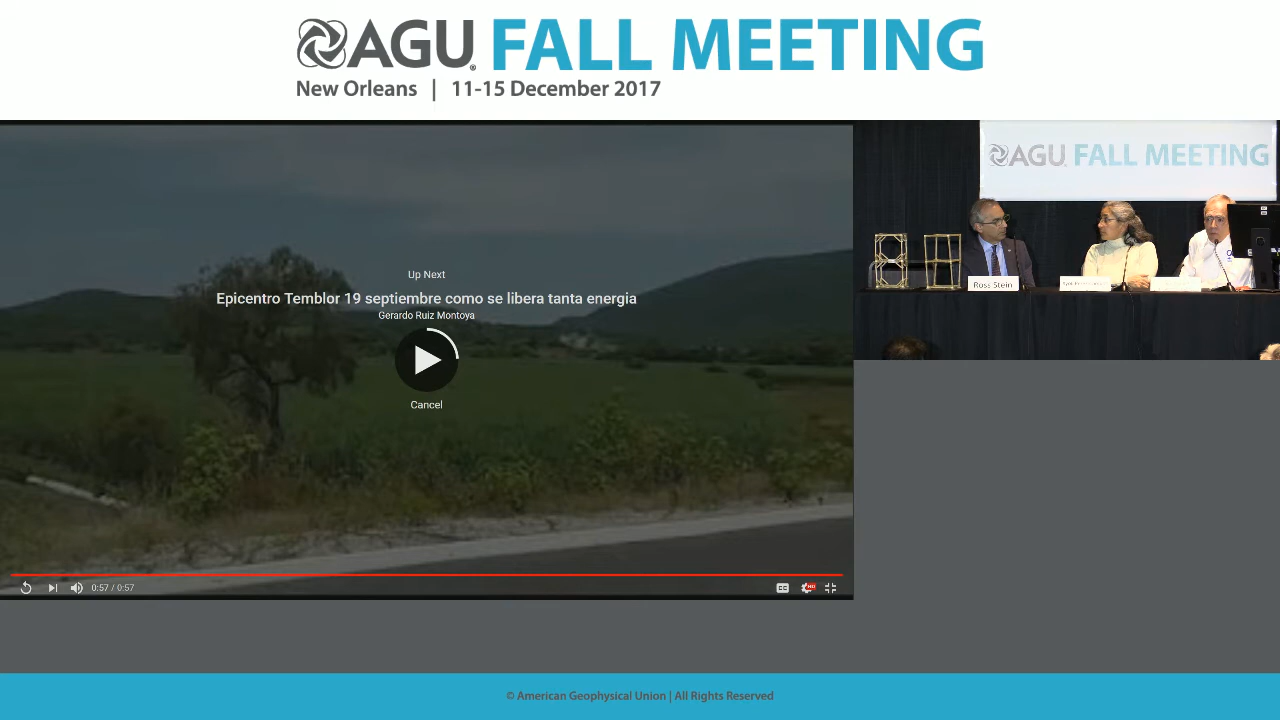 AGU FALL MEETING
New Orleans | 11-15 December 2017
AGU FALL MEETING
Up Next
Epicentro Temblor 19 septiembre como se libera tanta energia
Gerardo Ruiz Montoya
Cancel
Ross Stein
0:57 / 0:57
CC
HD
© American Geophysical Union | All Rights Reserved